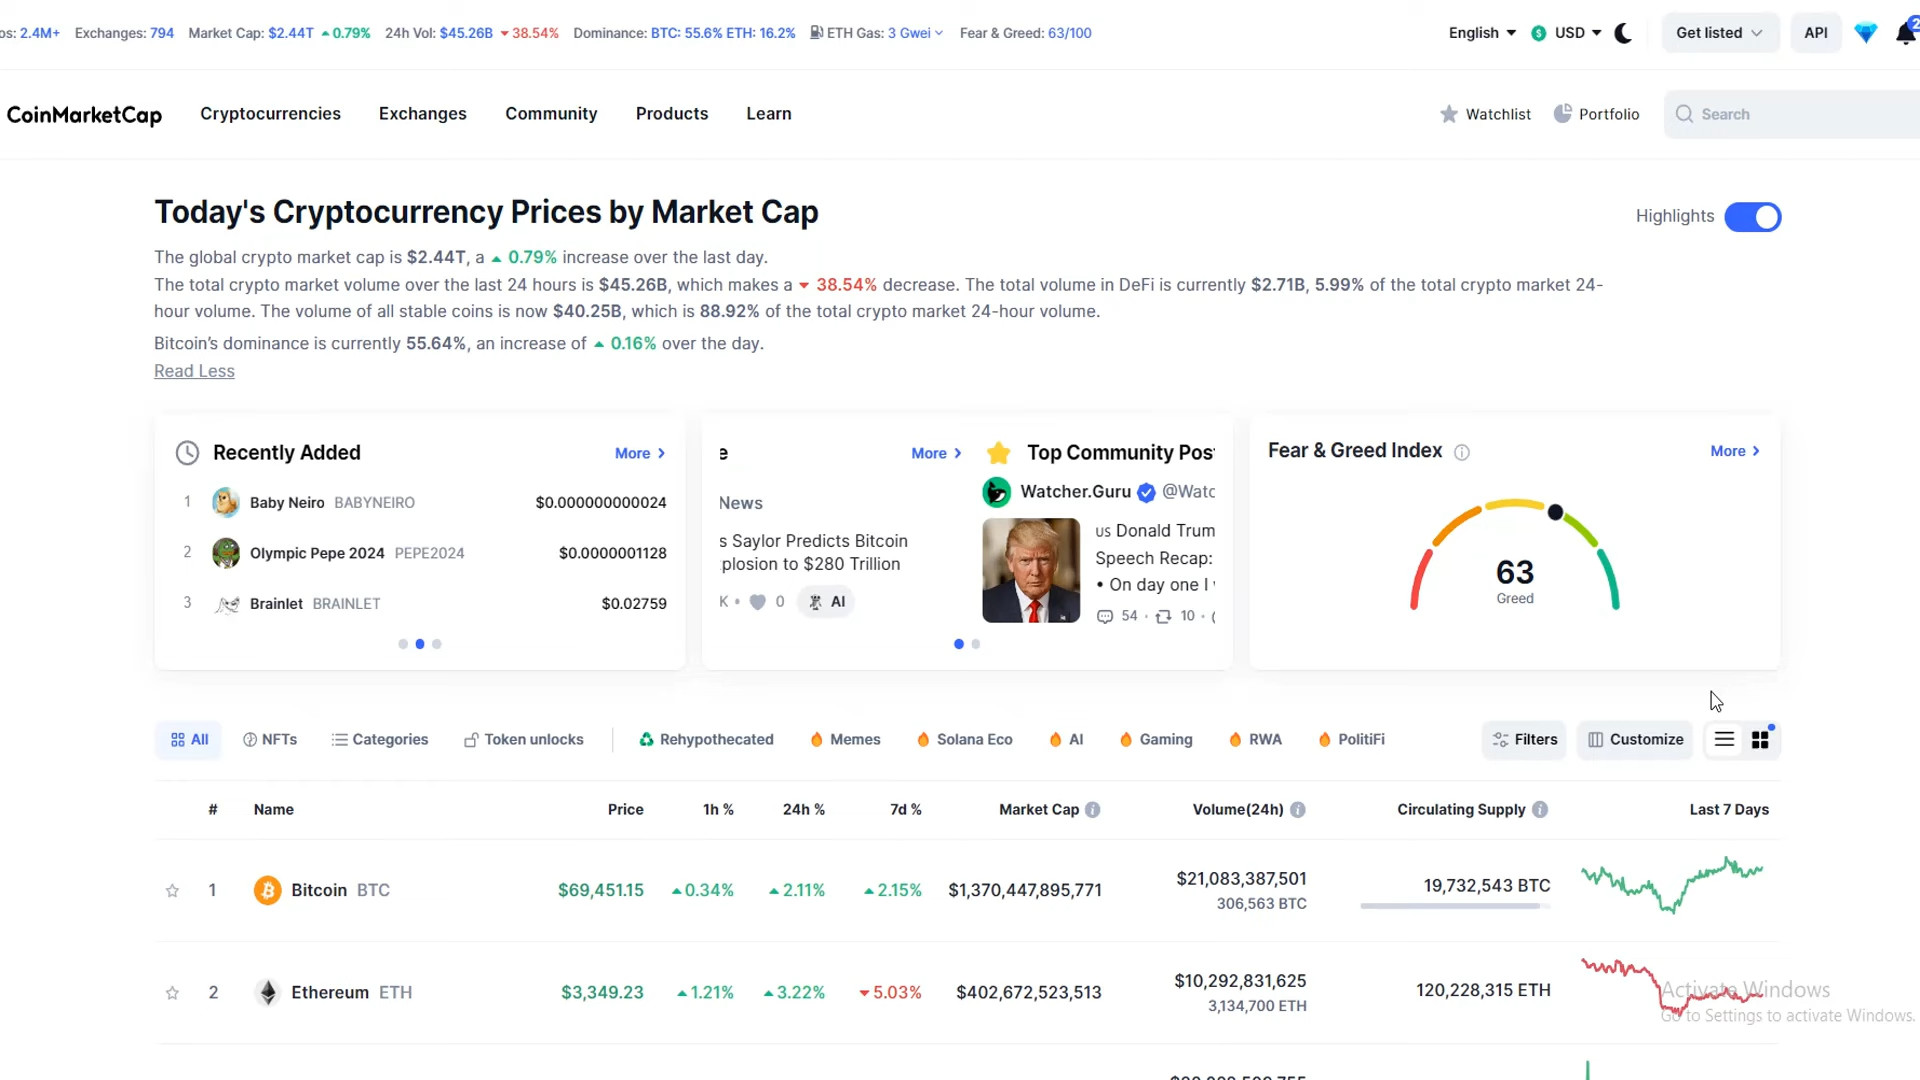 os: 2.4M+ Exchanges: 794 Market Cap: $2.44T 0.79% 24h Vol: $45.26B 38.54% Dominance: BTC: 55.6% ETH: 16.2% ETH Gas: 3 Gwei Fear & Greed: 63/100
English USD Get listed API 2
CoinMarketCap Cryptocurrencies Exchanges Community Products Learn Watchlist Portfolio Search
Today's Cryptocurrency Prices by Market Cap
Highlights
The global crypto market cap is $2.44T, a 0.79% increase over the last day.
The total crypto market volume over the last 24 hours is $45.26B, which makes a 38.54% decrease. The total volume in DeFi is currently $2.71B, 5.99% of the total crypto market 24-
hour volume. The volume of all stable coins is now $40.25B, which is 88.92% of the total crypto market 24-hour volume.
Bitcoin's dominance is currently 55.64%, an increase of 0.16% over the day.
Read Less
Recently Added More >
1 Baby Neiro BABYNEIRO $0.000000000024
2 Olympic Pepe 2024 PEPE2024 $0.0000001128
3 Brainlet BRAINLET $0.02759
e More >
News
s Saylor Predicts Bitcoin
plosion to $280 Trillion
K • 0 AI
Top Community Pos
Watcher.Guru @Watc
US Donald Trum
Speech Recap:
• On day one I
54 · 10 ·
Fear & Greed Index More >
63
Greed
All NFTs Categories Token unlocks Rehypothecated Memes Solana Eco AI Gaming RWA PolitiFi Filters Customize
# Name Price 1h % 24h % 7d % Market Cap Volume(24h) Circulating Supply Last 7 Days
1 Bitcoin BTC $69,451.15 0.34% 2.11% 2.15% $1,370,447,895,771 $21,083,387,501 19,732,543 BTC
306,563 BTC
2 Ethereum ETH $3,349.23 1.21% 3.22% 5.03% $402,672,523,513 $10,292,831,625 120,228,315 ETH
3,134,700 ETH
Activate Windows
Go to Settings to activate Windows.